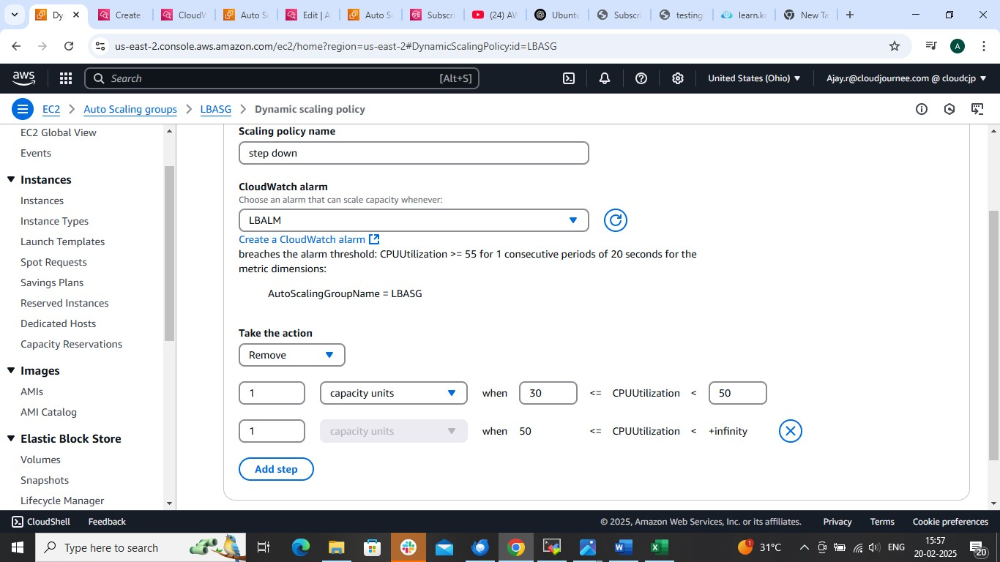 Dy
Create
CloudW
Auto S
Edit | A
Auto Sc
Subscri
(24) AW
Ubunt
Subscri
testing
learn.k
New Ta
us-east-2.console.aws.amazon.com/ec2/home?region=us-east-2#DynamicScalingPolicy:id=LBASG
A
aws
Search
[Alt+S]
United States (Ohio)
Ajay.r@cloudjournee.com @ cloudcjp
EC2 > Auto Scaling groups > LBASG > Dynamic scaling policy
EC2 Global View
Events
Instances
Instances
Instance Types
Launch Templates
Spot Requests
Savings Plans
Reserved Instances
Dedicated Hosts
Capacity Reservations
Images
AMIs
AMI Catalog
Elastic Block Store
Volumes
Snapshots
Lifecycle Manager
Scaling policy name
step down
CloudWatch alarm
Choose an alarm that can scale capacity whenever:
LBALM
Create a CloudWatch alarm
breaches the alarm threshold: CPUUtilization >= 55 for 1 consecutive periods of 20 seconds for the
metric dimensions:
AutoScalingGroupName = LBASG
Take the action
Remove
1 capacity units when 30 <= CPUUtilization < 50
1 capacity units when 50 <= CPUUtilization < +infinity
Add step
CloudShell
Feedback
© 2025, Amazon Web Services, Inc. or its affiliates.
Privacy
Terms
Cookie preferences
Type here to search
1
31°C
ENG
15:57
20-02-2025
20